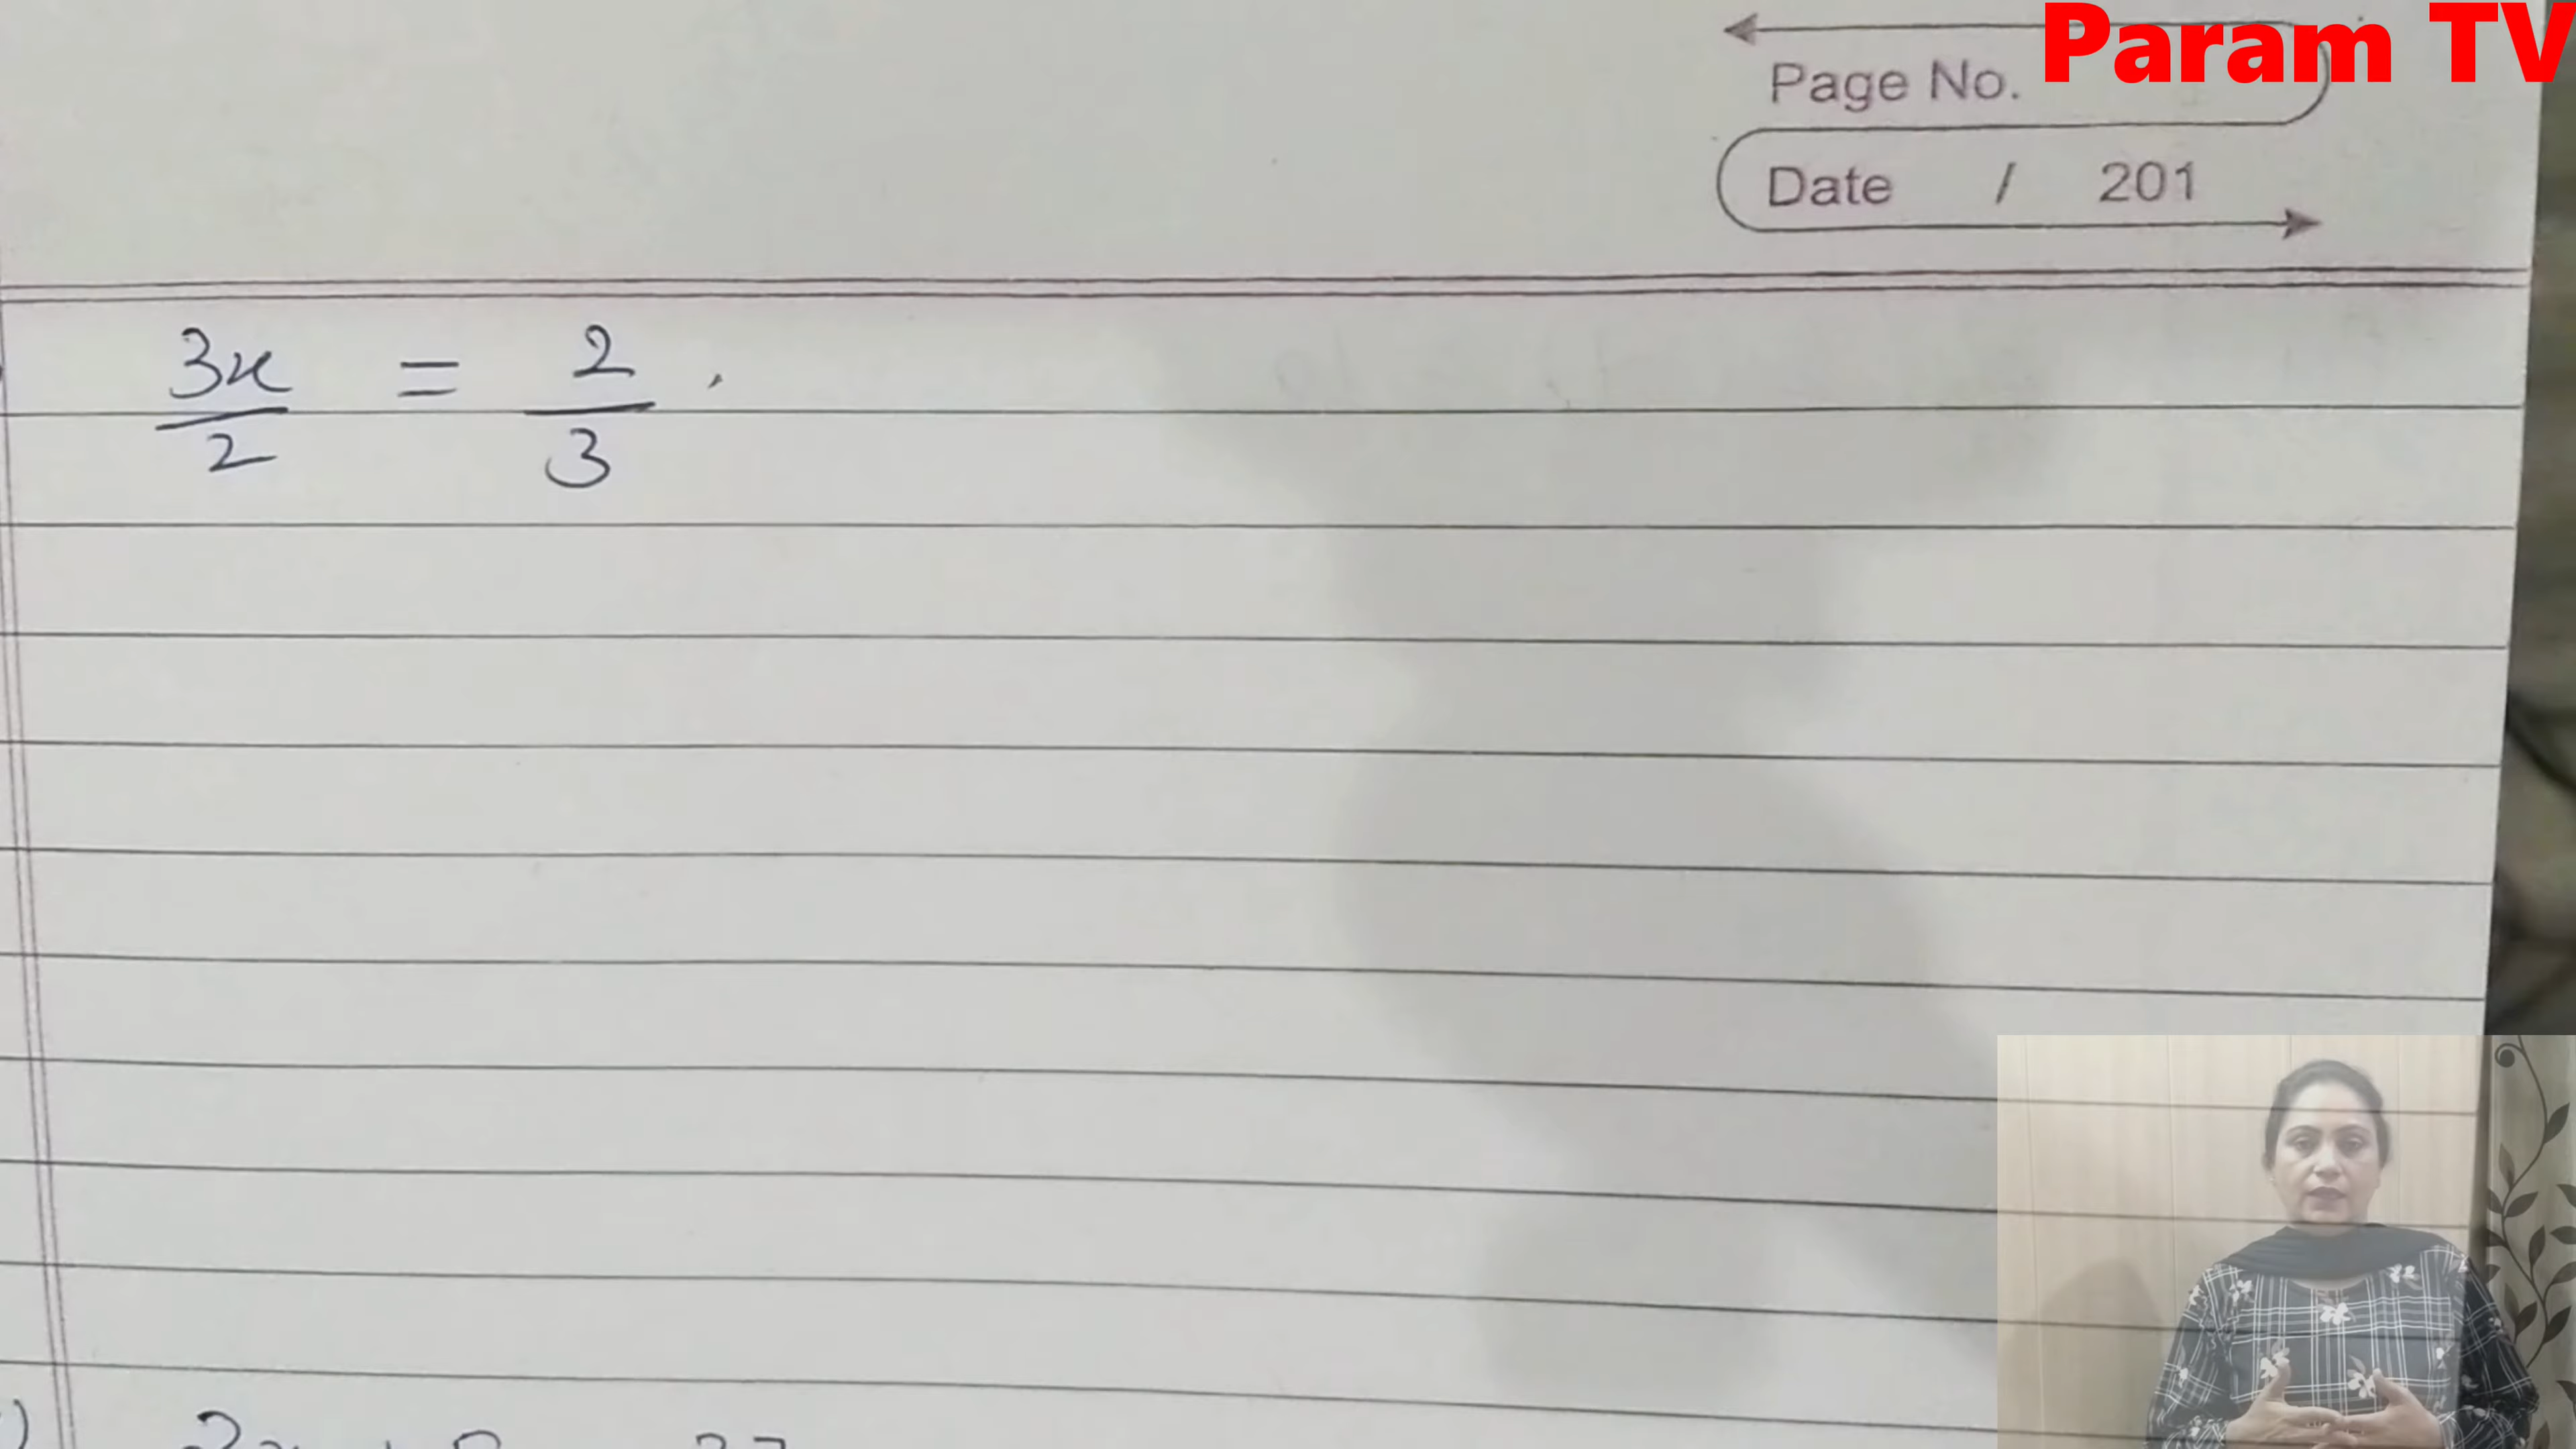 Param TV
Page No.
Date / 201
3x/2 = 2/3 .